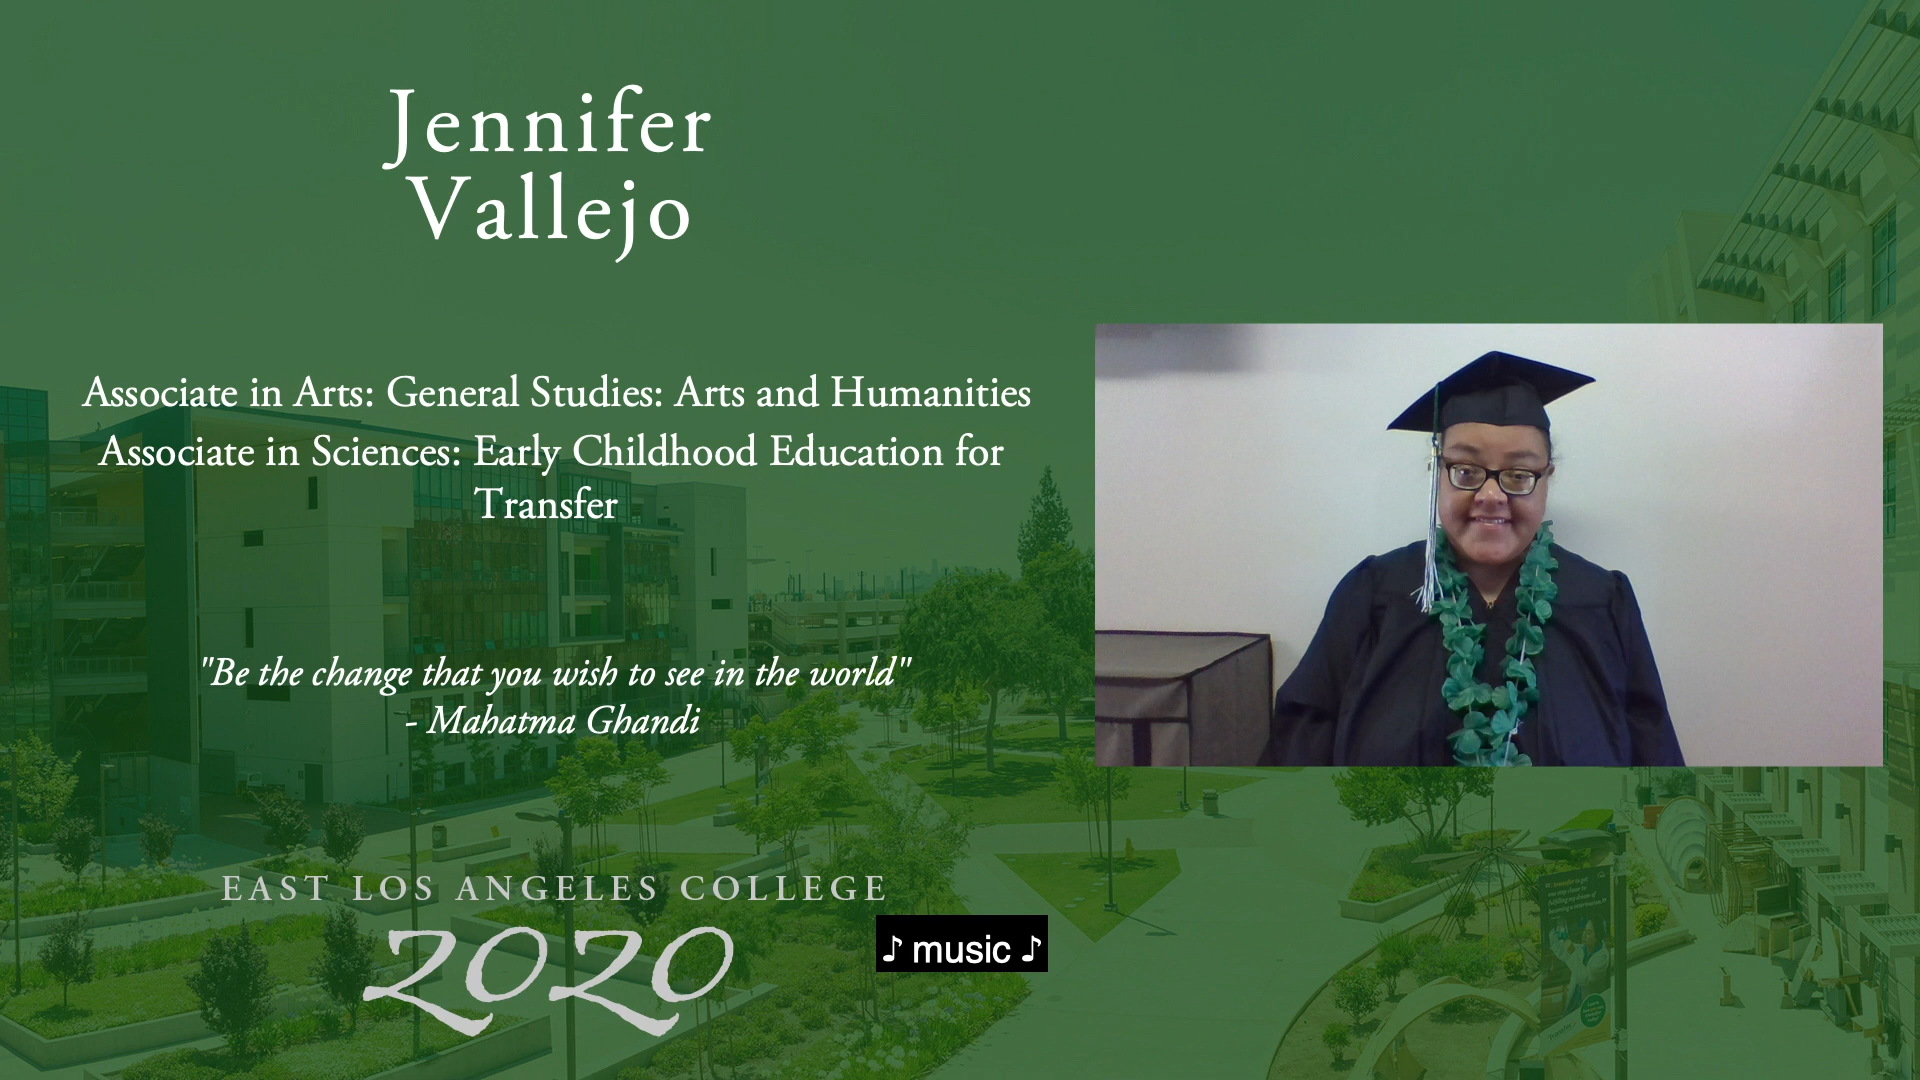 Jennifer
Vallejo
Associate in Arts: General Studies: Arts and Humanities
Associate in Sciences: Early Childhood Education for
Transfer
"Be the change that you wish to see in the world"
- Mahatma Ghandi
EAST LOS ANGELES COLLEGE
2020
♪ music ♪